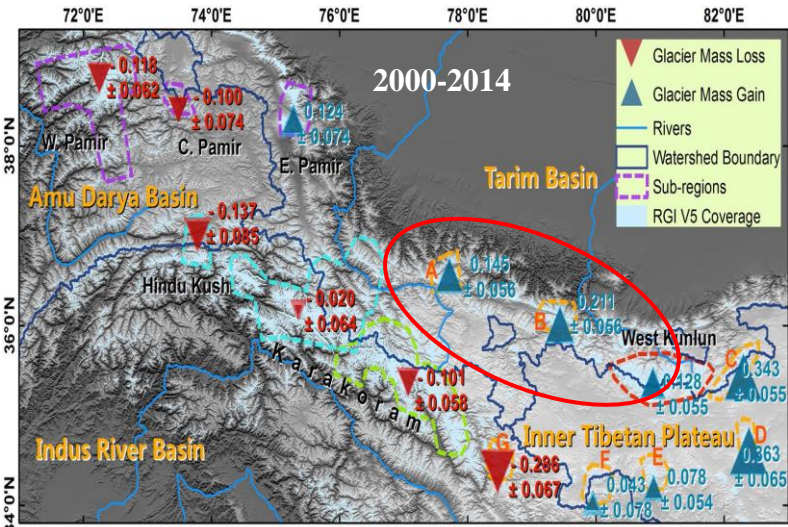 72°0'E 74°0'E 76°0'E 78°0'E 80°0'E 82°0'E
2000-2014
Glacier Mass Loss
Glacier Mass Gain
Rivers
Watershed Boundary
Sub-regions
RGI V5 Coverage
38°0'N
36°0'N
34°0'N
- 0.118
± 0.062
W. Pamir
- 0.100
± 0.074
C. Pamir
0.124
± 0.074
E. Pamir
Tarim Basin
Amu Darya Basin
- 0.137
± 0.085
Hindu Kush
- 0.020
± 0.064
A
0.145
± 0.056
B
0.211
± 0.066
West Kunlun
0.128
± 0.055
C
0.343
± 0.055
Karakoram
- 0.101
± 0.058
Indus River Basin
Inner Tibetan Plateau
G
- 0.286
± 0.067
F
0.043
± 0.078
E
0.078
± 0.054
D
0.363
± 0.065